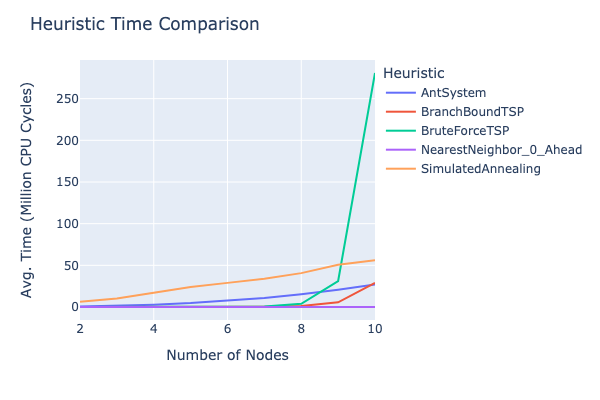 Heuristic Time Comparison
Avg. Time (Million CPU Cycles)
250
200
150
100
50
0
2
4
6
8
10
Number of Nodes
Heuristic
AntSystem
BranchBoundTSP
BruteForceTSP
NearestNeighbor_0_Ahead
SimulatedAnnealing